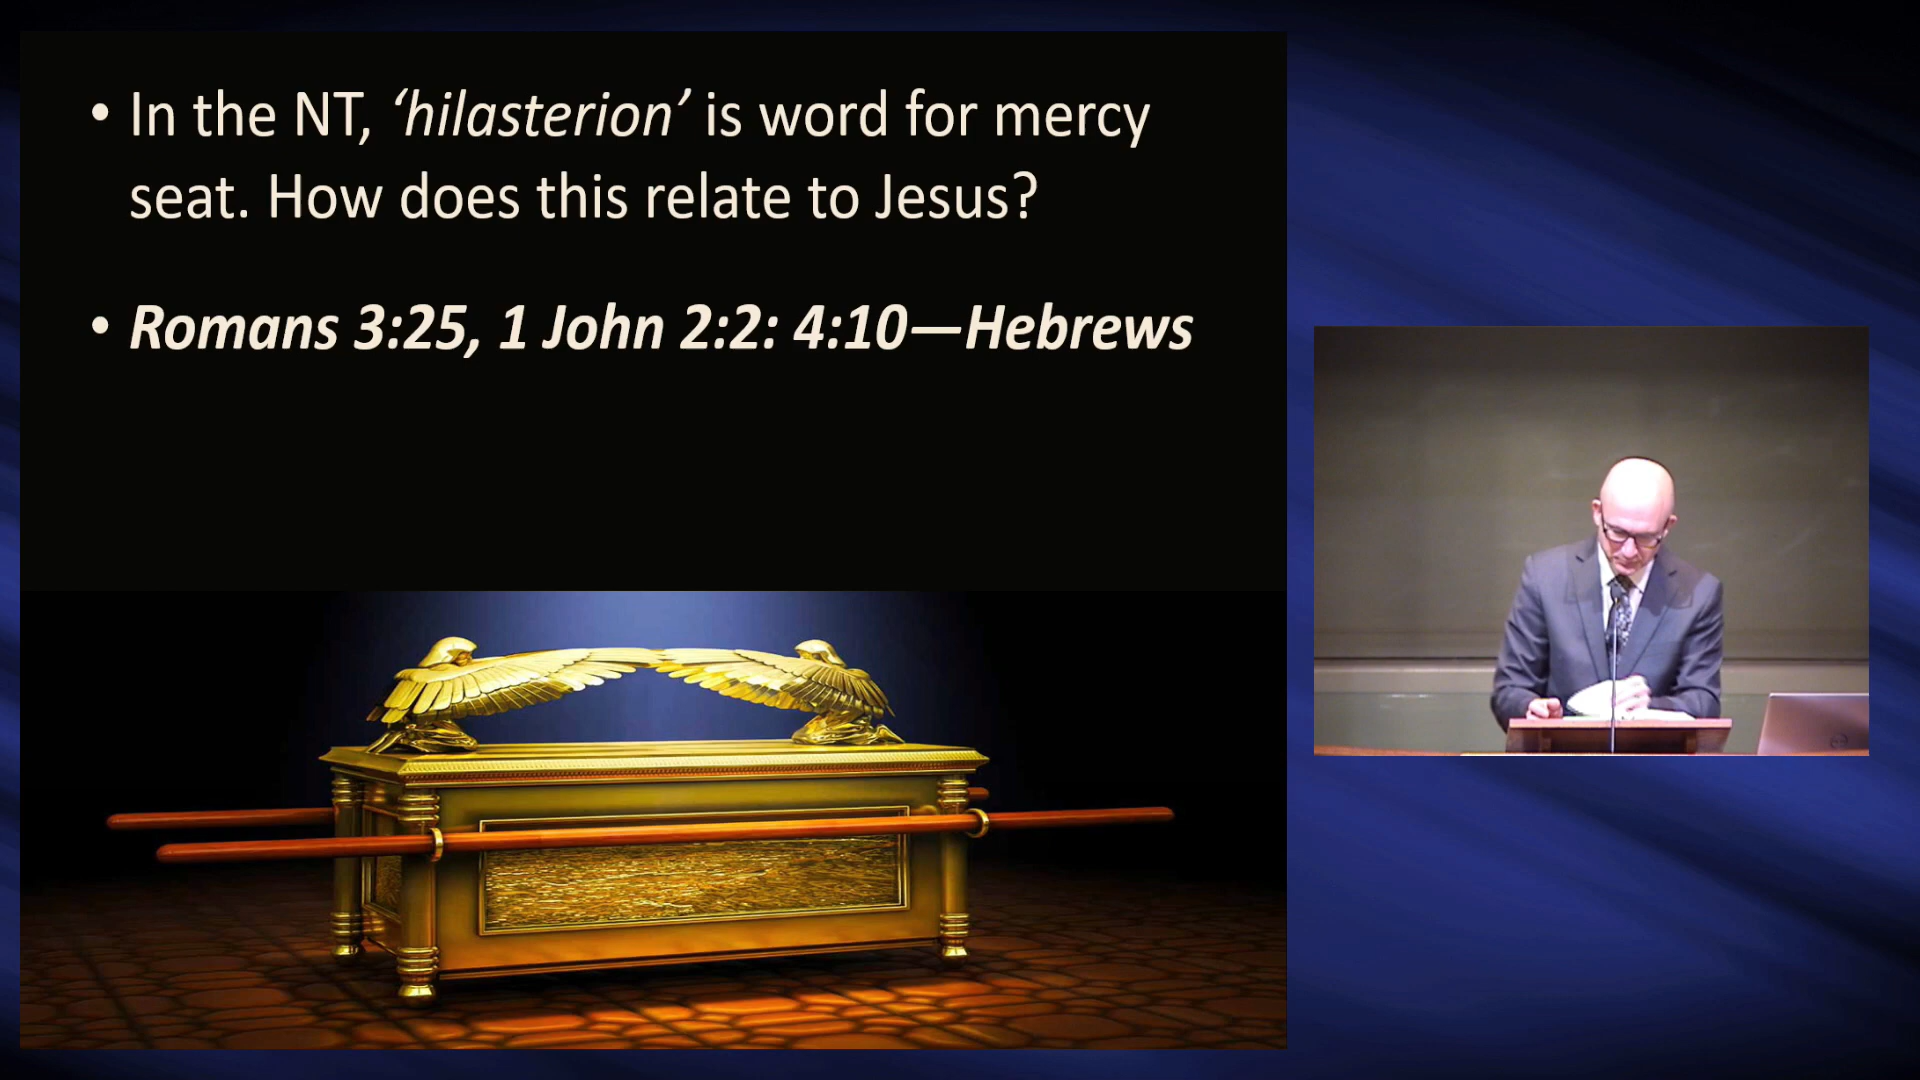 • In the NT, ‘hilasterion’ is word for mercy
seat. How does this relate to Jesus?
• Romans 3:25, 1 John 2:2: 4:10—Hebrews